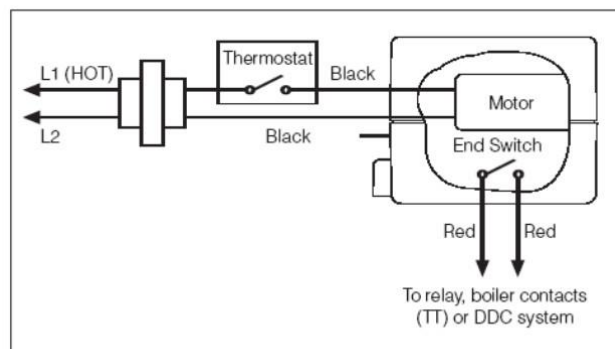 L1 (HOT)
Thermostat
Black
Motor
L2
Black
End Switch
Red
Red
To relay, boiler contacts
(TT) or DDC system